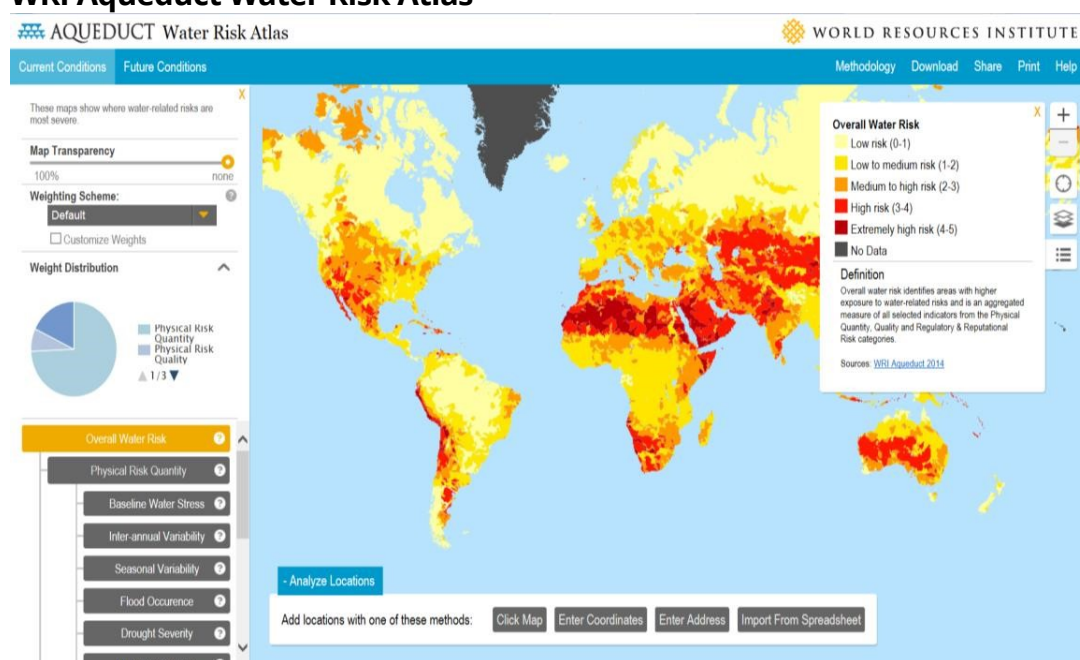 WRI Aqueduct Water Risk Atlas
AQUEDUCT Water Risk Atlas
WORLD RESOURCES INSTITUTE
Current Conditions Future Conditions
Methodology Download Share Print Help
X
These maps show where water-related risks are
most severe.
Map Transparency
100% none
Weighting Scheme: ?
Default
Customize Weights
Weight Distribution
Physical Risk
Quantity
Physical Risk
Quality
1/3
Overall Water Risk ?
Physical Risk Quantity ?
Baseline Water Stress ?
Inter-annual Variability ?
Seasonal Variability ?
Flood Occurence ?
Drought Severity ?
X
Overall Water Risk
Low risk (0-1)
Low to medium risk (1-2)
Medium to high risk (2-3)
High risk (3-4)
Extremely high risk (4-5)
No Data
Definition
Overall water risk identifies areas with higher
exposure to water-related risks and is an aggregated
measure of all selected indicators from the Physical
Quantity, Quality and Regulatory & Reputational
Risk categories.
Sources: WRI Aqueduct 2014
+
−
- Analyze Locations
Add locations with one of these methods: Click Map Enter Coordinates Enter Address Import From Spreadsheet